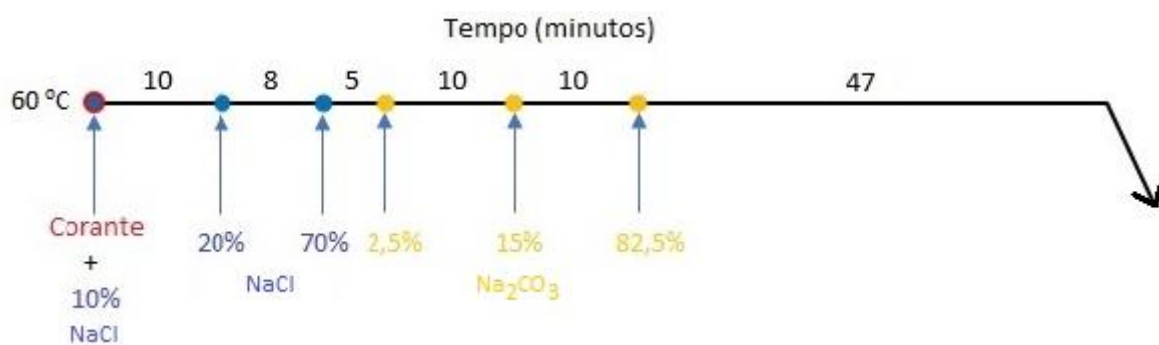 Tempo (minutos)
10 8 5 10 10 47
60 ºC
Corante
+
10%
NaCl
20% 70% 2,5% 15% 82,5%
NaCl Na₂CO₃